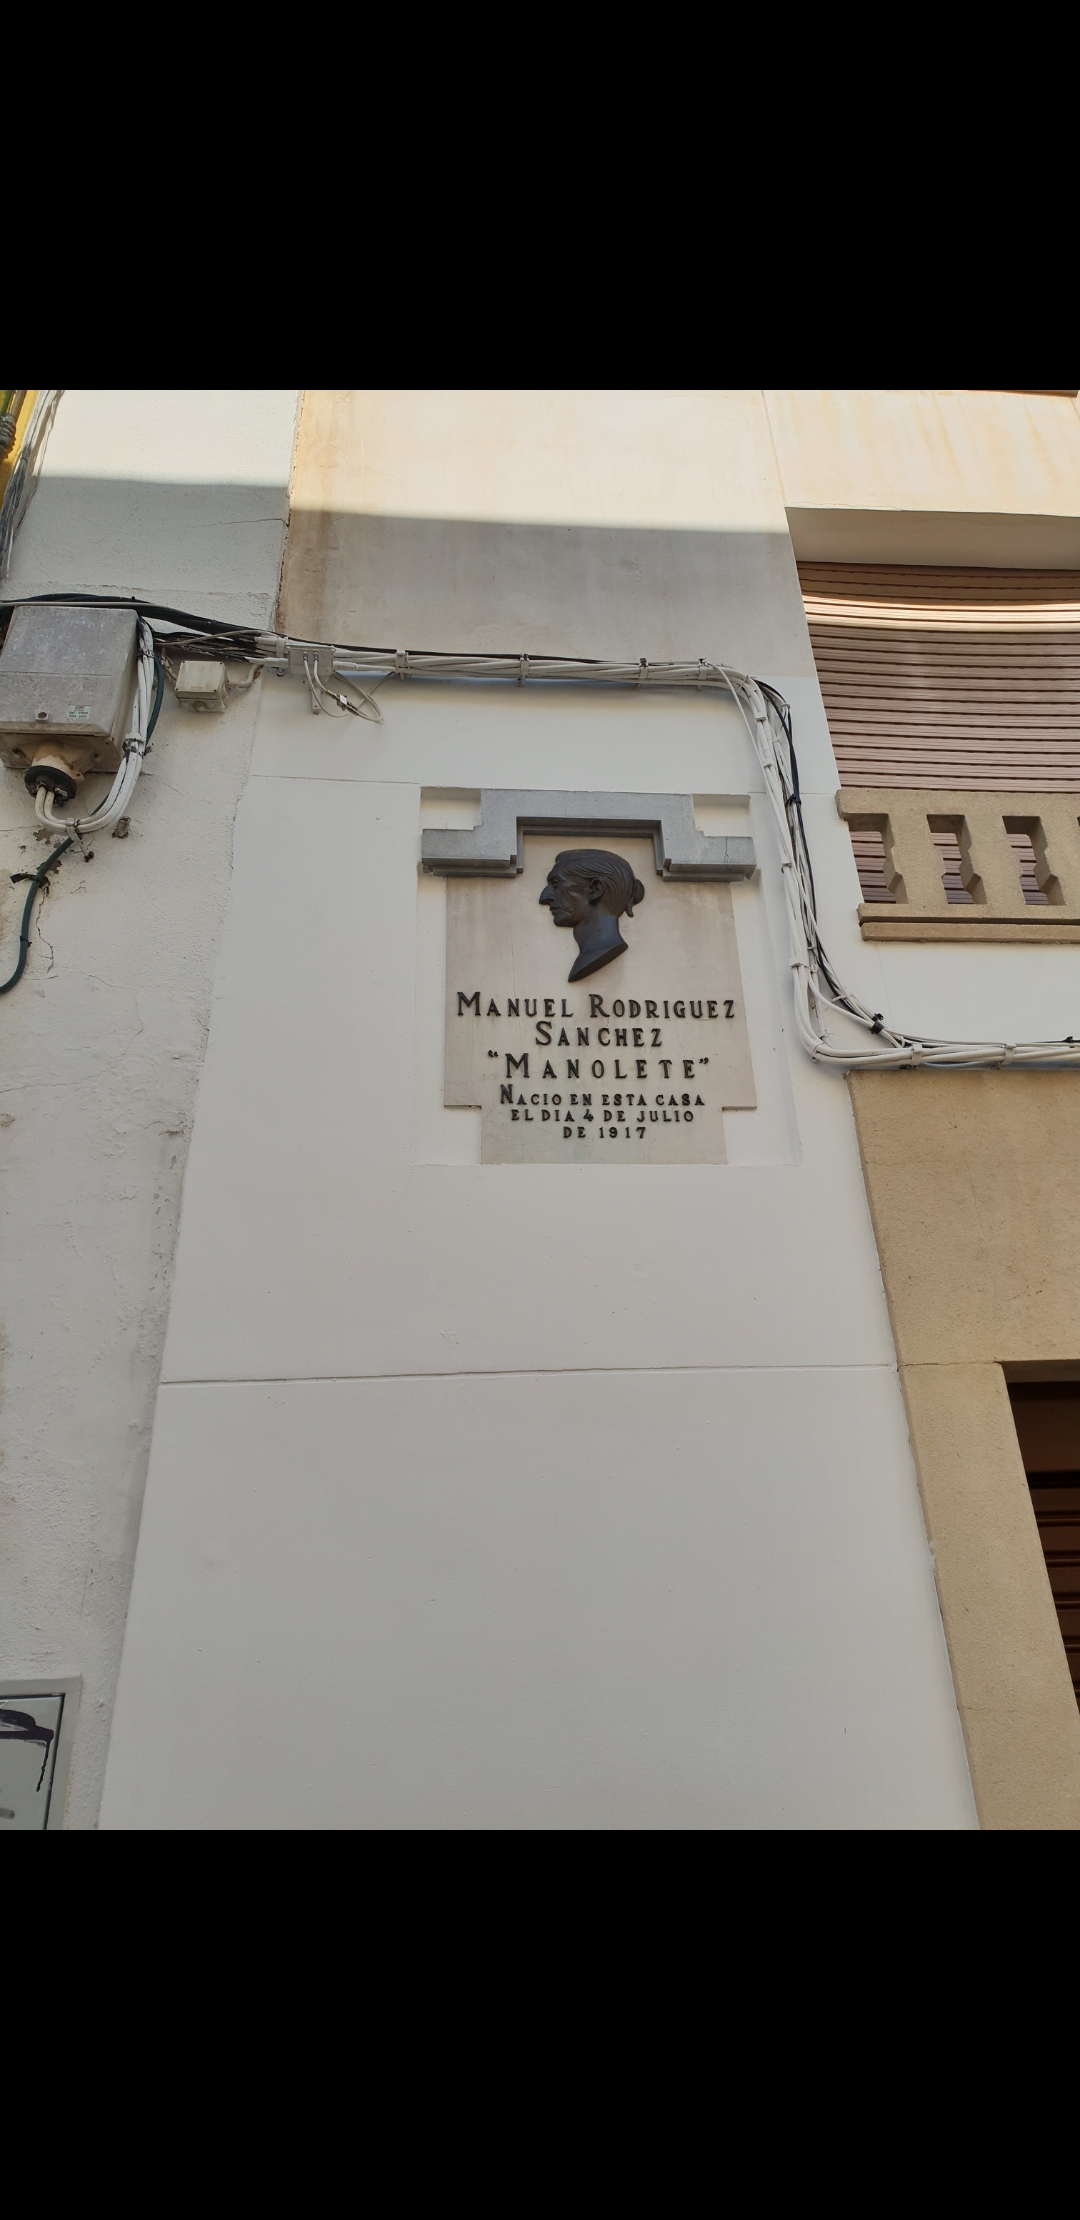 MANUEL RODRIGUEZ
SANCHEZ
"MANOLETE"
NACIO EN ESTA CASA
EL DIA 4 DE JULIO
DE 1917